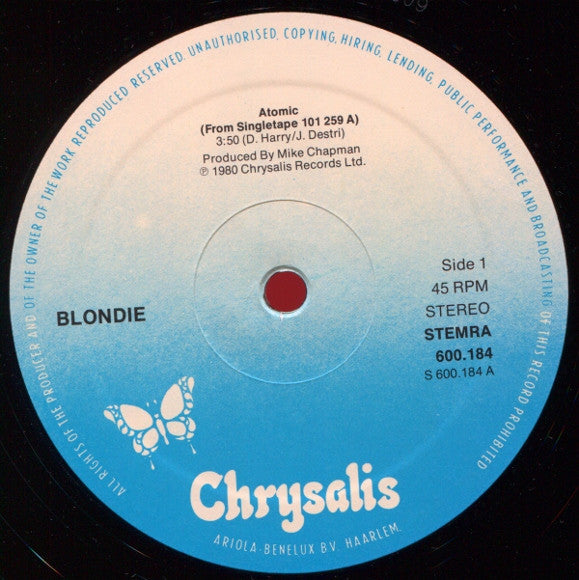 ALL RIGHTS OF THE PRODUCER AND OF THE OWNER OF THEWORK REPRODUCED RESERVED. UNAUTHORISED, COPYING, HIRING, LENDING, PUBLIC PERFORMANCE AND BROADCASTING OF THIS RECORD PROHIBITED
Atomic
(From Singletape 101 259 A)
3:50 (D. Harry/J. Destri)
Produced By Mike Chapman
℗ 1980 Chrysalis Records Ltd.
Side 1
45 RPM
STEREO
STEMRA
600.184
S 600.184 A
BLONDIE
Chrysalis
ARIOLA-BENELUX B.V. HAARLEM.